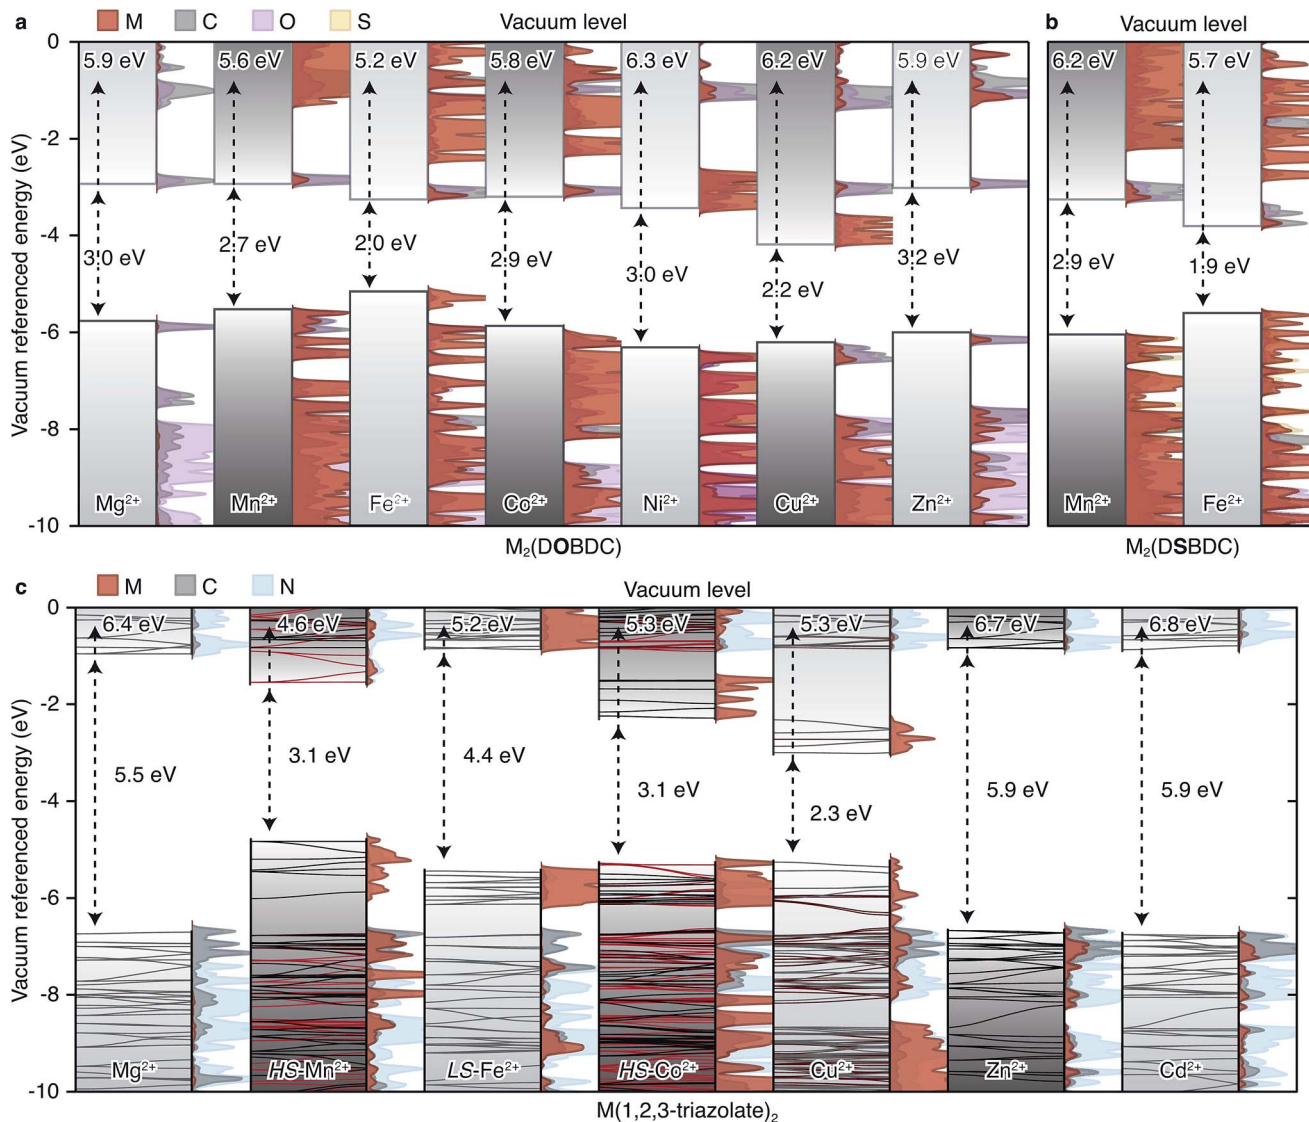 a M C O S Vacuum level
b Vacuum level
Vacuum referenced energy (eV)
0
-2
-4
-6
-8
-10
5.9 eV 5.6 eV 5.2 eV 5.8 eV 6.3 eV 6.2 eV 5.9 eV
3.0 eV 2.7 eV 2.0 eV 2.9 eV 3.0 eV 2.2 eV 3.2 eV
Mg²⁺ Mn²⁺ Fe²⁺ Co²⁺ Ni²⁺ Cu²⁺ Zn²⁺
M₂(DOBDC)
6.2 eV 5.7 eV
2.9 eV 1.9 eV
Mn²⁺ Fe²⁺
M₂(DSBDC)
c M C N Vacuum level
Vacuum referenced energy (eV)
0
-2
-4
-6
-8
-10
6.4 eV 4.6 eV 5.2 eV 5.3 eV 5.3 eV 6.7 eV 6.8 eV
5.5 eV 3.1 eV 4.4 eV 3.1 eV 2.3 eV 5.9 eV 5.9 eV
Mg²⁺ HS-Mn²⁺ LS-Fe²⁺ HS-Co²⁺ Cu²⁺ Zn²⁺ Cd²⁺
M(1,2,3-triazolate)₂